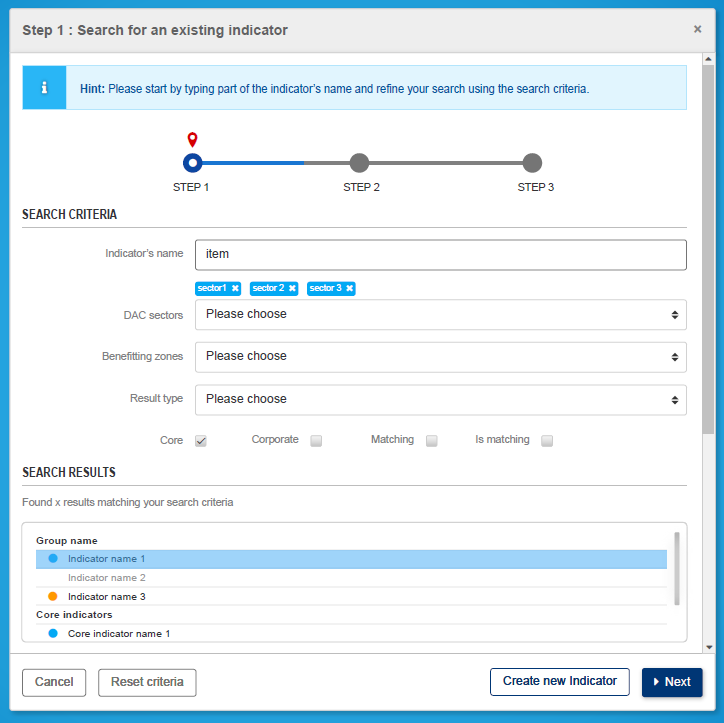 Step 1 : Search for an existing indicator
×
i
Hint: Please start by typing part of the indicator's name and refine your search using the search criteria.
STEP 1 STEP 2 STEP 3
SEARCH CRITERIA
Indicator's name item
sector1 × sector 2 × sector 3 ×
DAC sectors Please choose
Benefitting zones Please choose
Result type Please choose
Core Corporate Matching Is matching
SEARCH RESULTS
Found x results matching your search criteria
Group name
Indicator name 1
Indicator name 2
Indicator name 3
Core indicators
Core indicator name 1
Cancel Reset criteria Create new Indicator Next